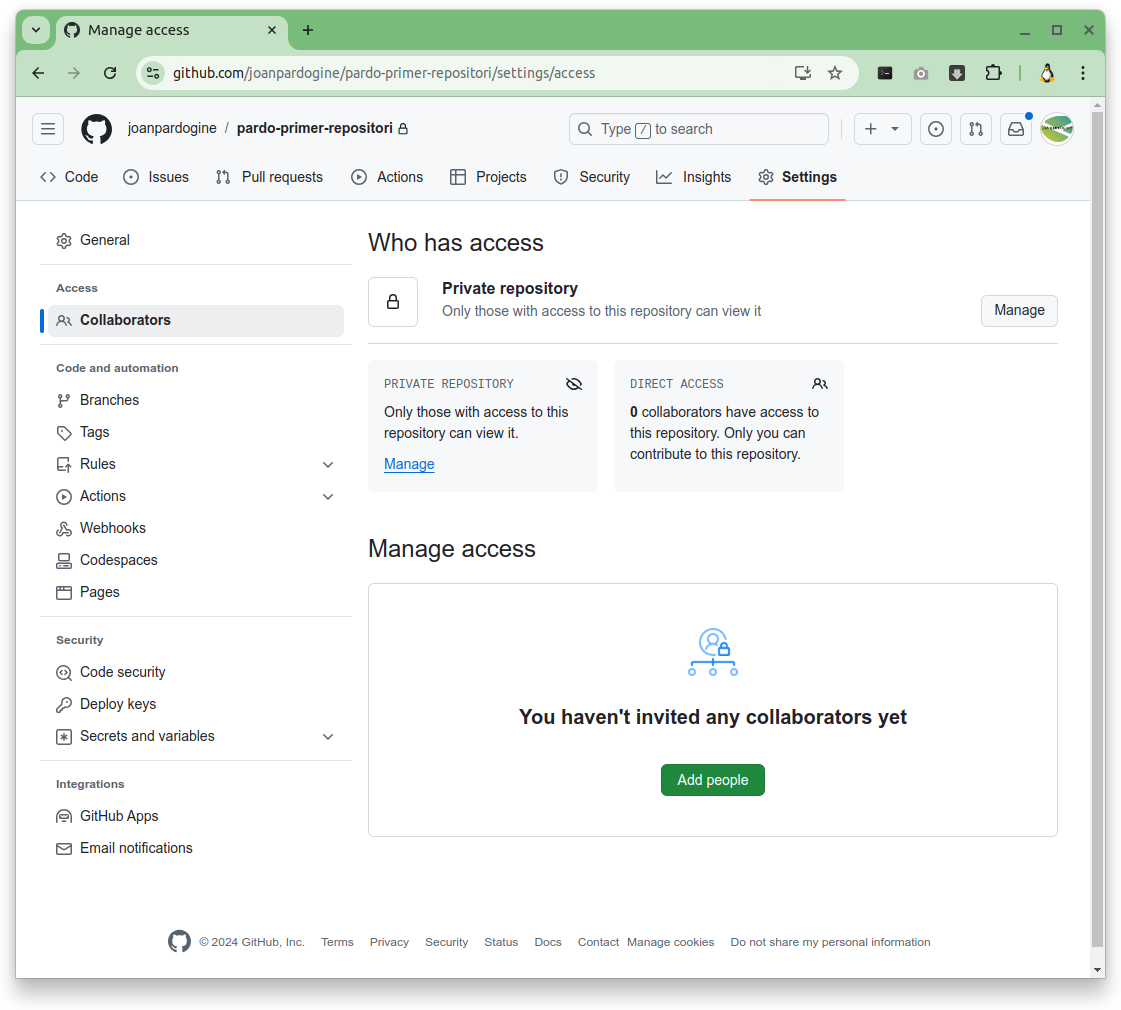 Manage access
github.com/joanpardogine/pardo-primer-repositori/settings/access
joanpardogine / pardo-primer-repositori
Type / to search
Code Issues Pull requests Actions Projects Security Insights Settings
General
Access
Collaborators
Code and automation
Branches
Tags
Rules
Actions
Webhooks
Codespaces
Pages
Security
Code security
Deploy keys
Secrets and variables
Integrations
GitHub Apps
Email notifications
Who has access
Private repository
Only those with access to this repository can view it
Manage
PRIVATE REPOSITORY
Only those with access to this
repository can view it.
Manage
DIRECT ACCESS
0 collaborators have access to
this repository. Only you can
contribute to this repository.
Manage access
You haven't invited any collaborators yet
Add people
© 2024 GitHub, Inc. Terms Privacy Security Status Docs Contact Manage cookies Do not share my personal information